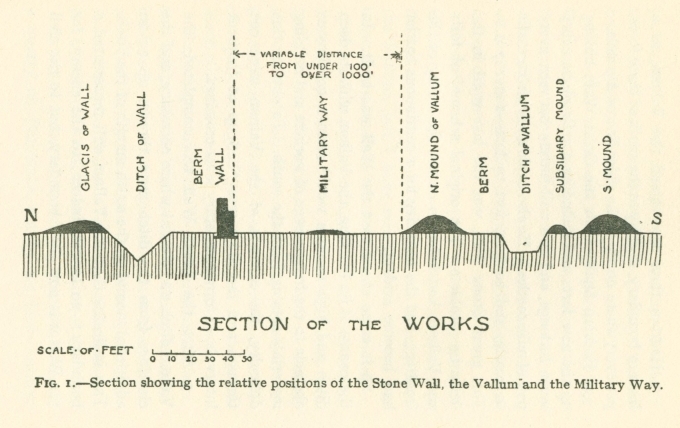 VARIABLE DISTANCE
FROM UNDER 100'
TO OVER 1000'
GLACIS OF WALL
DITCH OF WALL
BERM
WALL
MILITARY WAY
N. MOUND OF VALLUM
BERM
DITCH OF VALLUM
SUBSIDIARY MOUND
S. MOUND
N
S
SECTION OF THE WORKS
SCALE·OF·FEET
0 10 20 30 40 50
FIG. 1.—Section showing the relative positions of the Stone Wall, the Vallum and the Military Way.